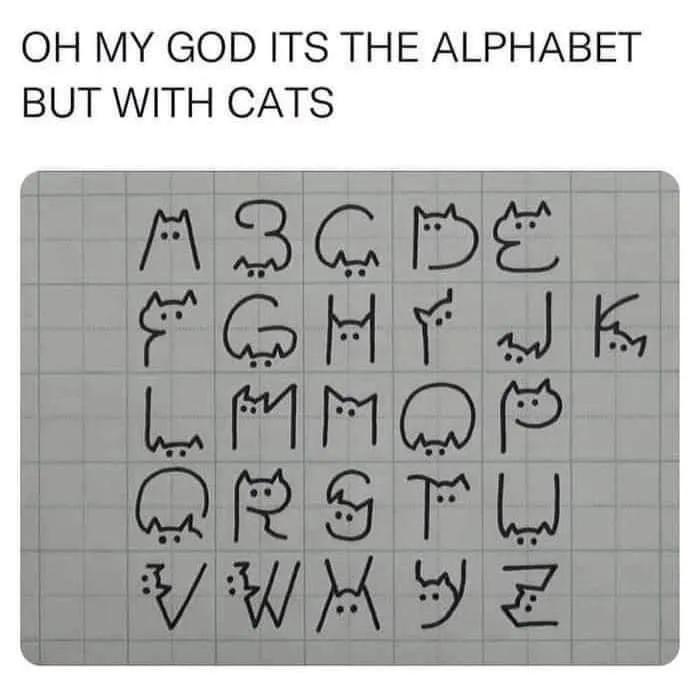 OH MY GOD ITS THE ALPHABET
BUT WITH CATS
A B C D E
F G H I J K
L M N O P
Q R S T U
V W X Y Z